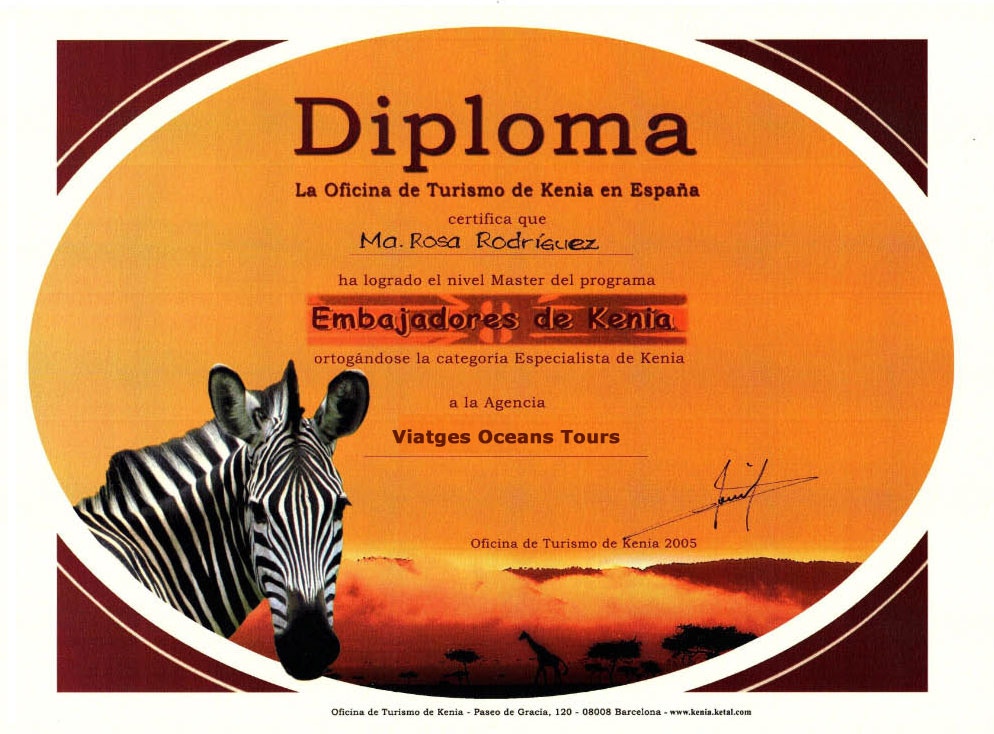 Diploma
La Oficina de Turismo de Kenia en España
certifica que
Ma. Rosa Rodríguez
ha logrado el nivel Master del programa
Embajadores de Kenia
ortogándose la categoría Especialista de Kenia
a la Agencia
Viatges Oceans Tours
Oficina de Turismo de Kenia 2005
Oficina de Turismo de Kenia - Paseo de Gracia, 120 - 08008 Barcelona - www.kenia.ketal.com